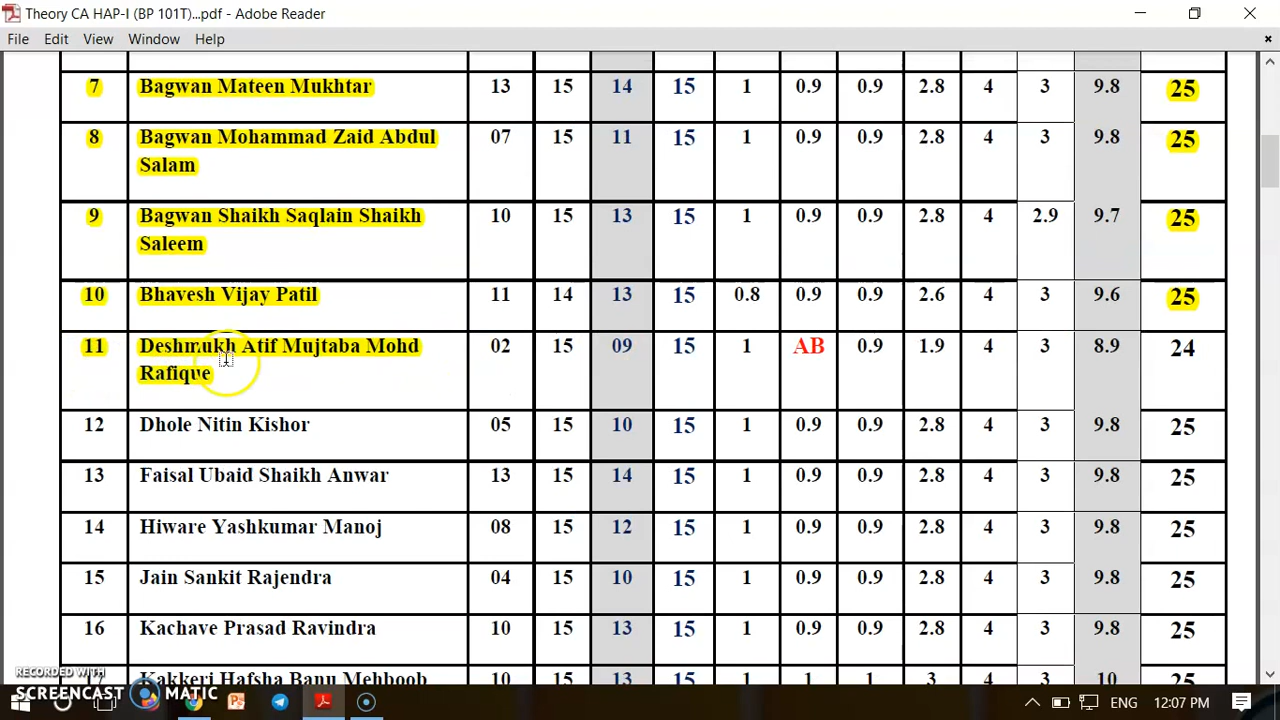 Theory CA HAP-I (BP 101T)...pdf - Adobe Reader
File Edit View Window Help
7 Bagwan Mateen Mukhtar 13 15 14 15 1 0.9 0.9 2.8 4 3 9.8 25
8 Bagwan Mohammad Zaid Abdul 07 15 11 15 1 0.9 0.9 2.8 4 3 9.8 25
Salam
9 Bagwan Shaikh Saqlain Shaikh 10 15 13 15 1 0.9 0.9 2.8 4 2.9 9.7 25
Saleem
10 Bhavesh Vijay Patil 11 14 13 15 0.8 0.9 0.9 2.6 4 3 9.6 25
11 Deshmukh Atif Mujtaba Mohd 02 15 09 15 1 AB 0.9 1.9 4 3 8.9 24
Rafique
12 Dhole Nitin Kishor 05 15 10 15 1 0.9 0.9 2.8 4 3 9.8 25
13 Faisal Ubaid Shaikh Anwar 13 15 14 15 1 0.9 0.9 2.8 4 3 9.8 25
14 Hiware Yashkumar Manoj 08 15 12 15 1 0.9 0.9 2.8 4 3 9.8 25
15 Jain Sankit Rajendra 04 15 10 15 1 0.9 0.9 2.8 4 3 9.8 25
16 Kachave Prasad Ravindra 10 15 13 15 1 0.9 0.9 2.8 4 3 9.8 25
Kakkeri Hafsha Banu Mehboob 10 15 13 15 1 1 1 3 4 3 10 25
RECORDED WITH
SCREENCAST MATIC
ENG 12:07 PM